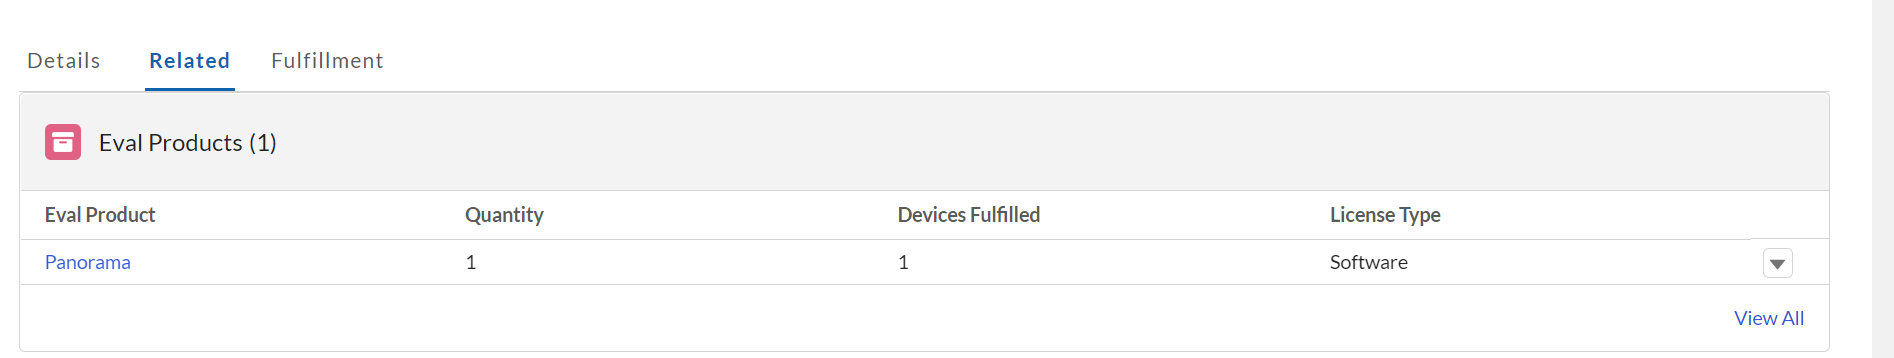 Details Related Fulfillment
Eval Products (1)
Eval Product Quantity Devices Fulfilled License Type
Panorama 1 1 Software
View All